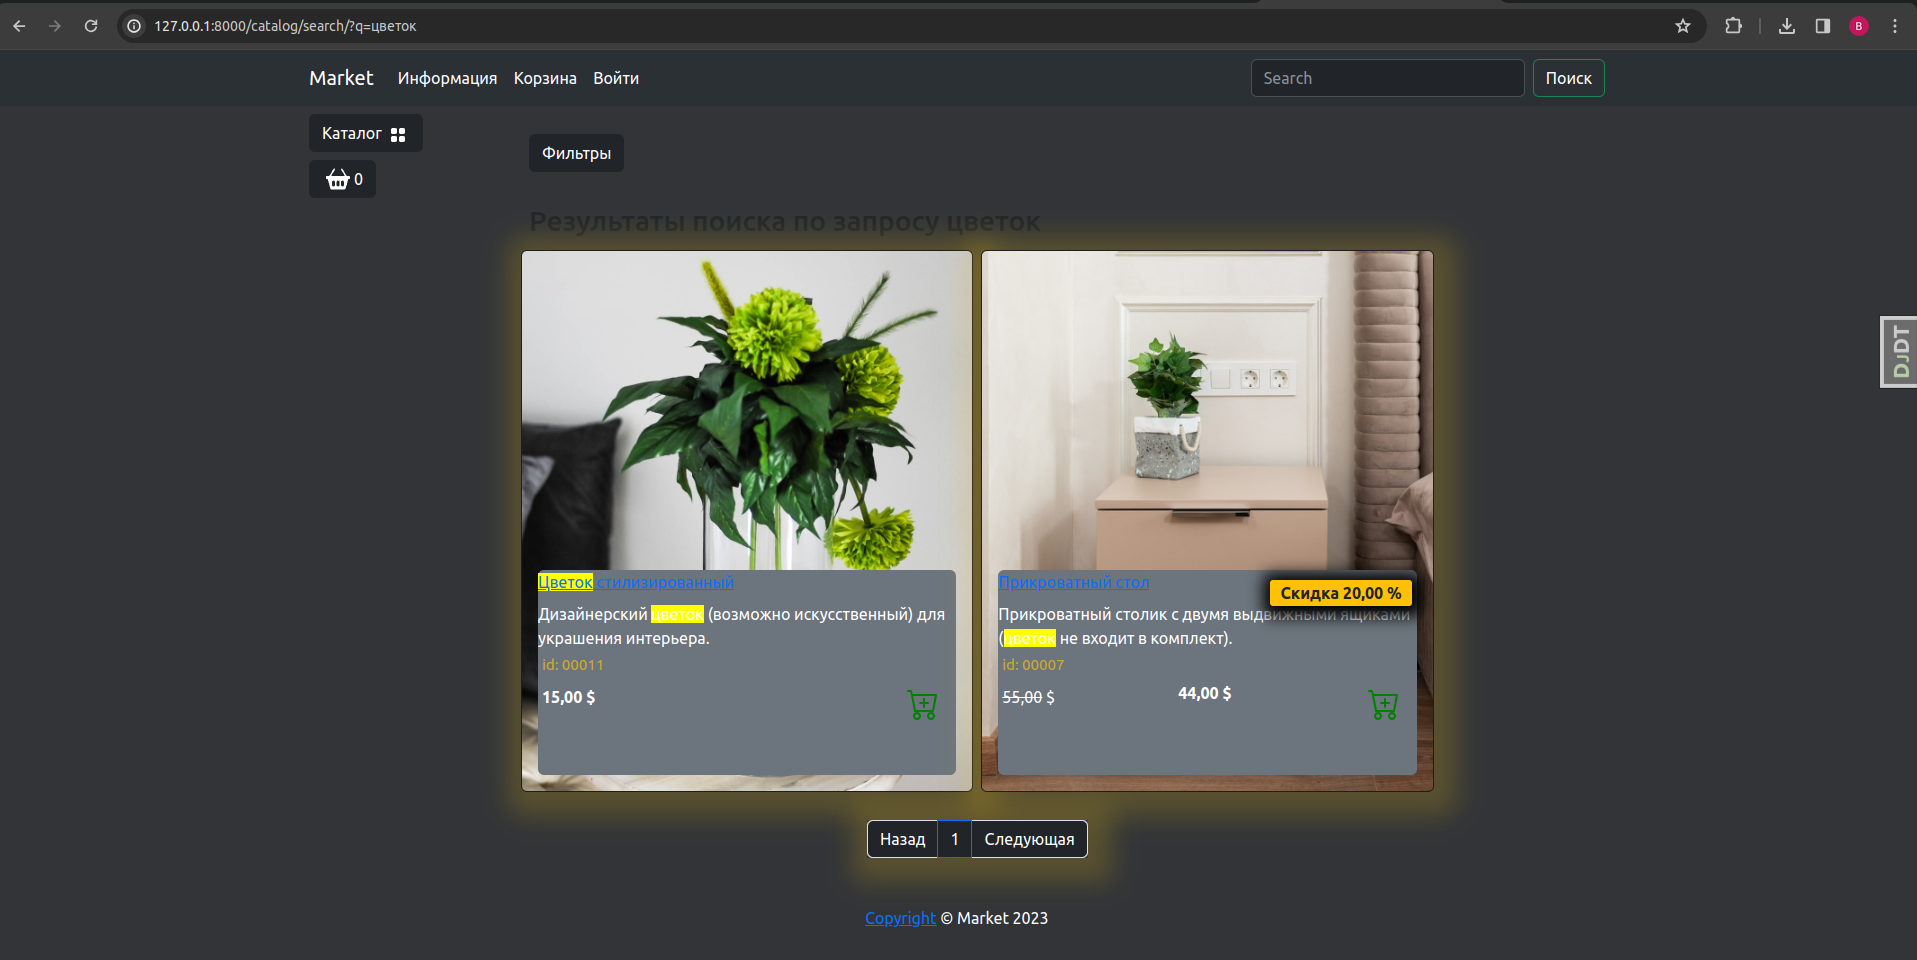 127.0.0.1:8000/catalog/search/?q=цветок
B
Market Информация Корзина Войти Search Поиск
Каталог
0
Фильтры
Результаты поиска по запросу цветок
Цветок стилизированный
Дизайнерский цветок (возможно искусственный) для
украшения интерьера.
id: 00011
15,00 $
Прикроватный стол
Скидка 20,00 %
Прикроватный столик с двумя выдвижными ящиками
(цветок не входит в комплект).
id: 00007
55,00 $ 44,00 $
Назад 1 Следующая
Copyright © Market 2023
DJDT